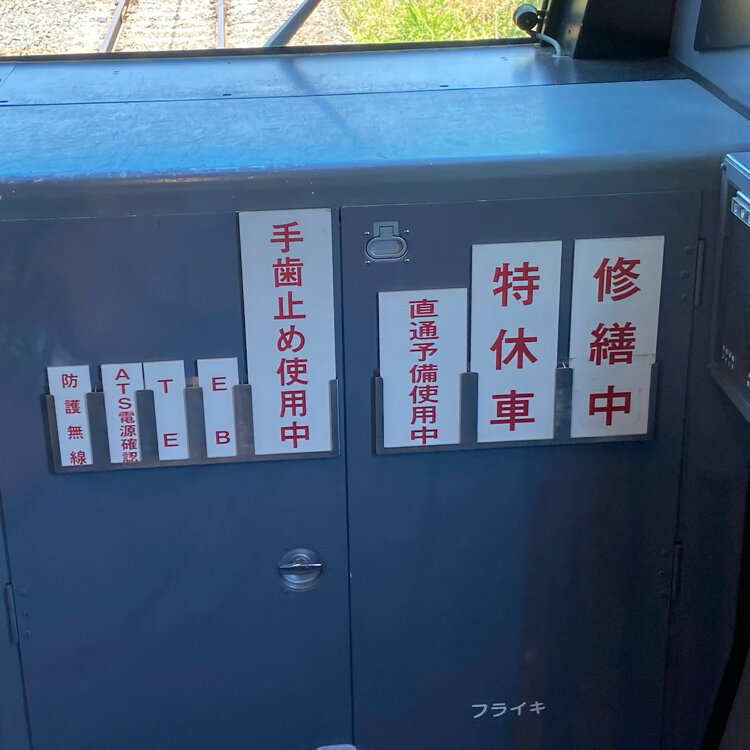 防護無線
ATS電源確認
TE
EB
手歯止め使用中
直通予備使用中
特休車
修繕中
フライキ